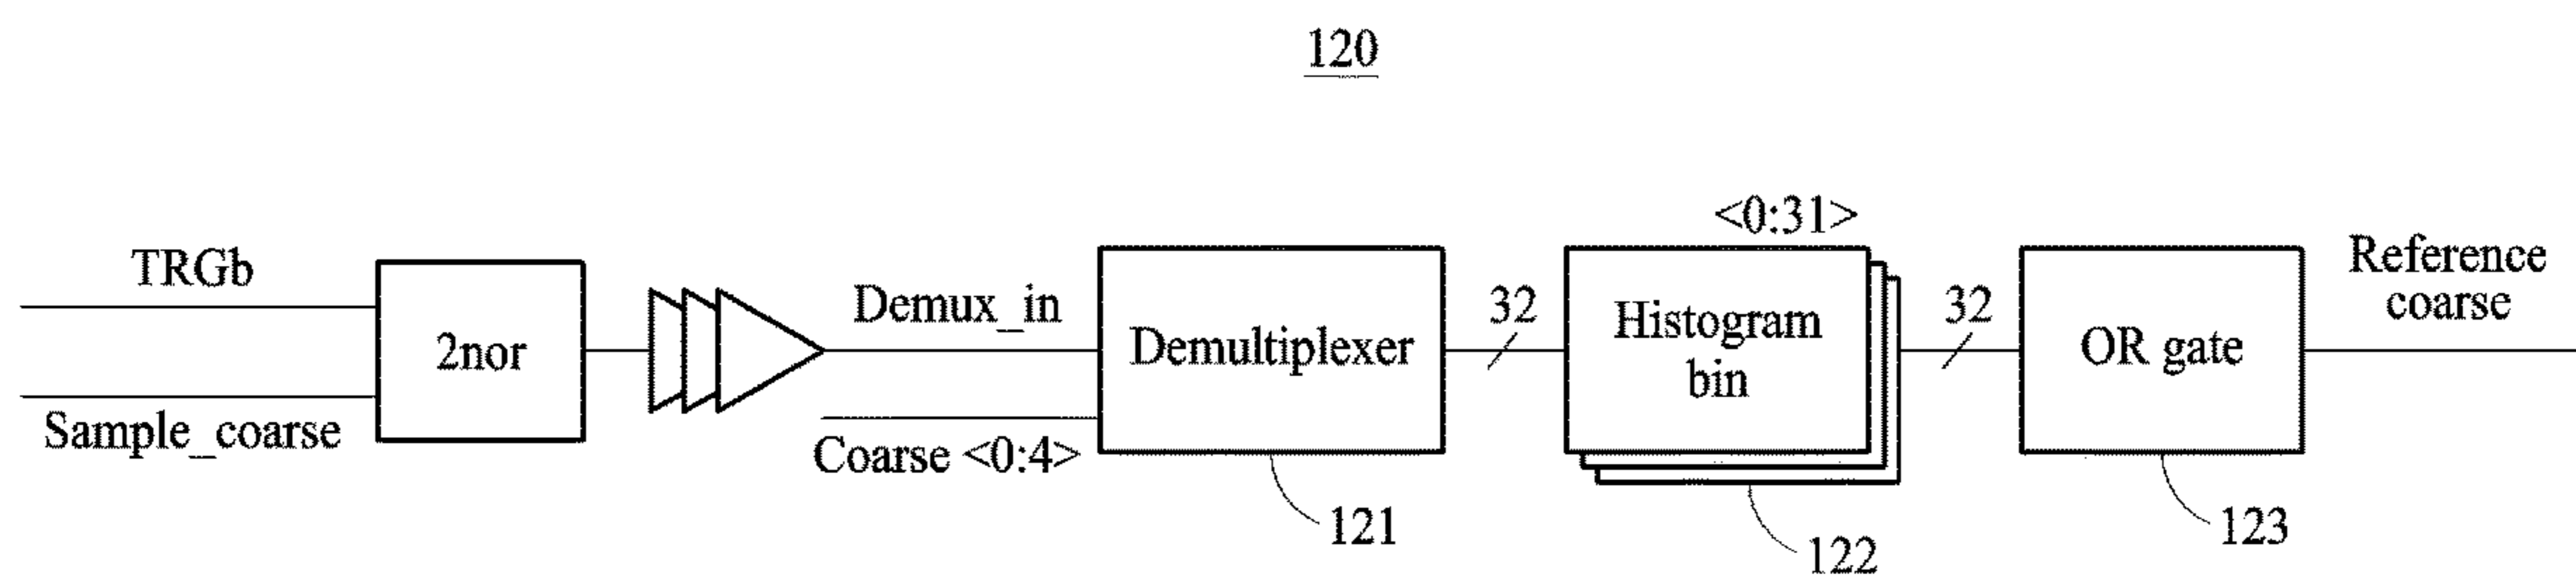 120
TRGb
Sample_coarse
2nor
Demux_in
Coarse <0:4>
Demultiplexer
121
32
<0:31>
Histogram
bin
122
32
OR gate
123
Reference
coarse